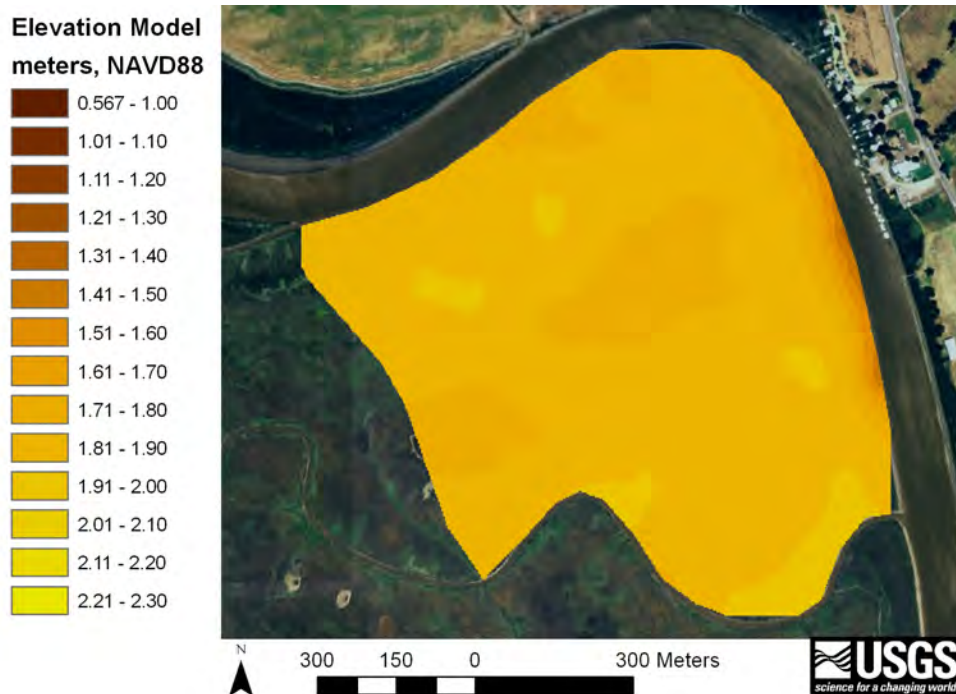 Elevation Model
meters, NAVD88
0.567 - 1.00
1.01 - 1.10
1.11 - 1.20
1.21 - 1.30
1.31 - 1.40
1.41 - 1.50
1.51 - 1.60
1.61 - 1.70
1.71 - 1.80
1.81 - 1.90
1.91 - 2.00
2.01 - 2.10
2.11 - 2.20
2.21 - 2.30
N
300 150 0 300 Meters
USGS
science for a changing world